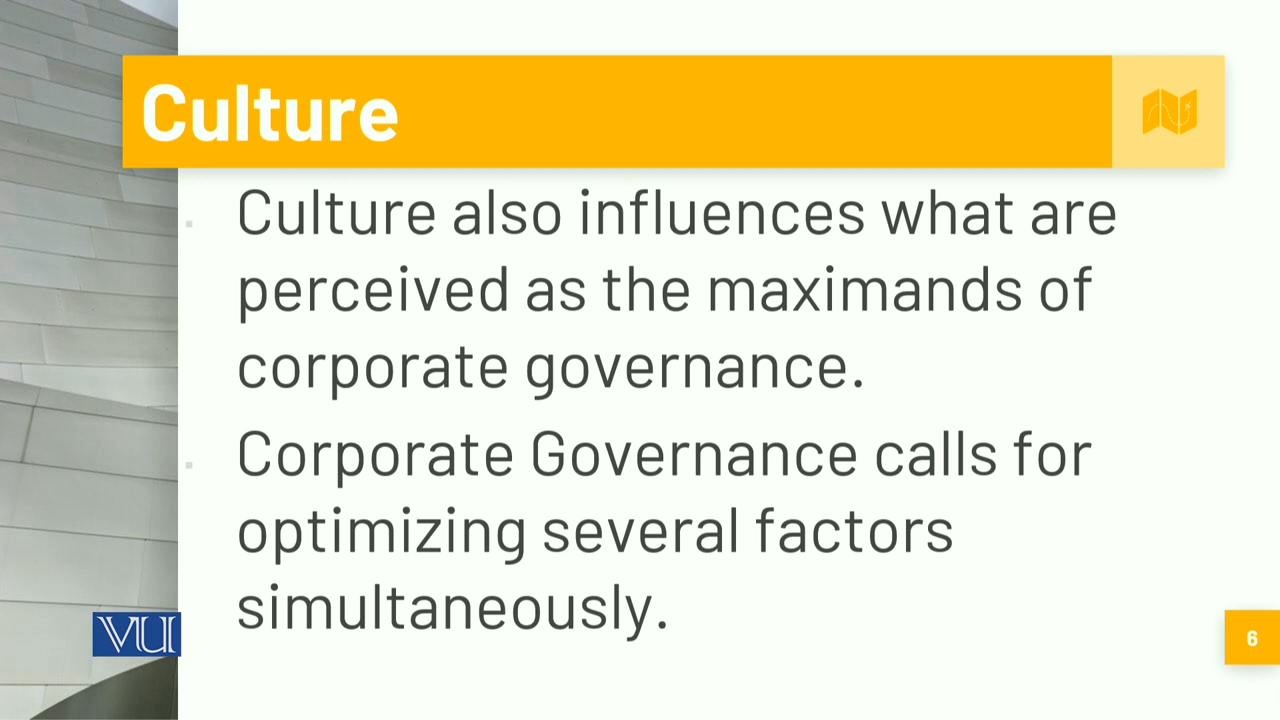 Culture
Culture also influences what are
perceived as the maximands of
corporate governance.
Corporate Governance calls for
optimizing several factors
simultaneously.
VU
6